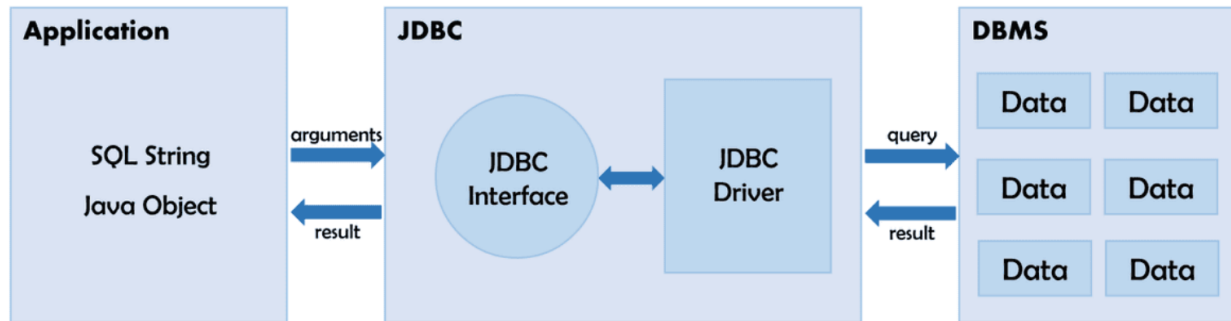 Application
SQL String
Java Object
arguments
result
JDBC
JDBC
Interface
JDBC
Driver
query
result
DBMS
Data
Data
Data
Data
Data
Data